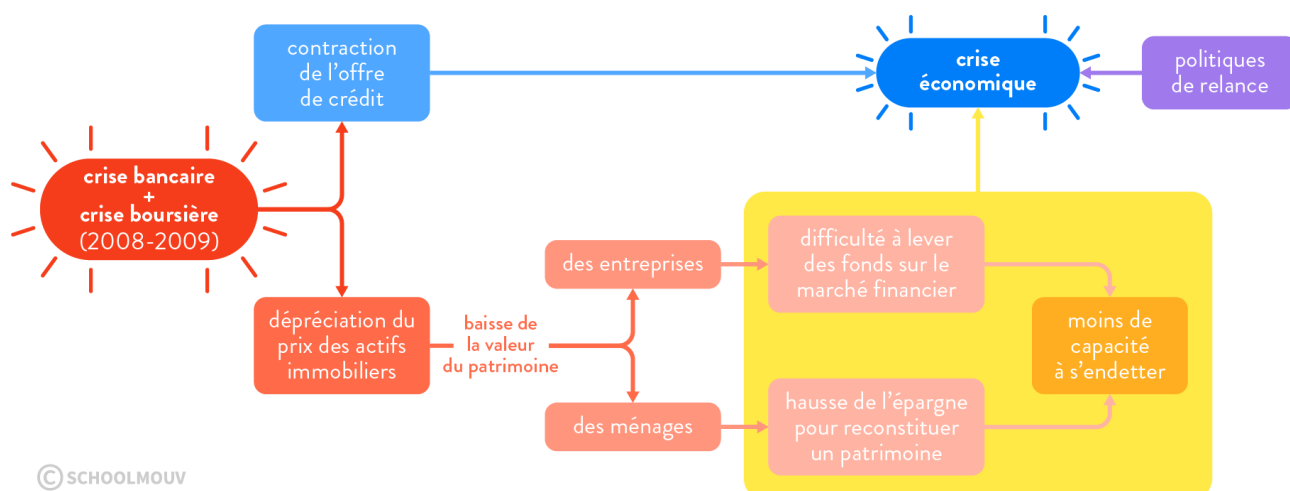 contraction
de l’offre
de crédit
crise
économique
politiques
de relance
crise bancaire
+
crise boursière
(2008-2009)
des entreprises
difficulté à lever
des fonds sur le
marché financier
dépréciation du
prix des actifs
immobiliers
baisse de
la valeur
du patrimoine
moins de
capacité
à s’endetter
des ménages
hausse de l’épargne
pour reconstituer
un patrimoine
© SCHOOLMOUV